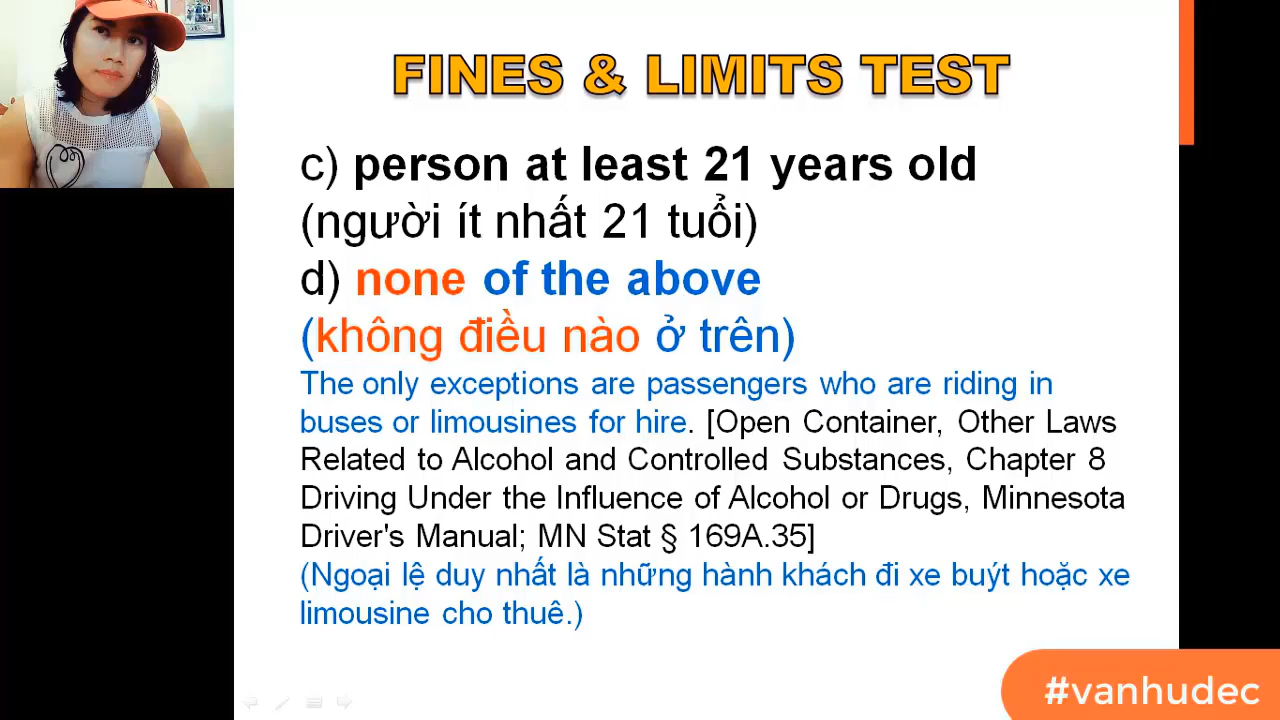 FINES & LIMITS TEST
c) person at least 21 years old
(người ít nhất 21 tuổi)
d) none of the above
(không điều nào ở trên)
The only exceptions are passengers who are riding in
buses or limousines for hire. [Open Container, Other Laws
Related to Alcohol and Controlled Substances, Chapter 8
Driving Under the Influence of Alcohol or Drugs, Minnesota
Driver's Manual; MN Stat § 169A.35]
(Ngoại lệ duy nhất là những hành khách đi xe buýt hoặc xe
limousine cho thuê.)
#vanhudec